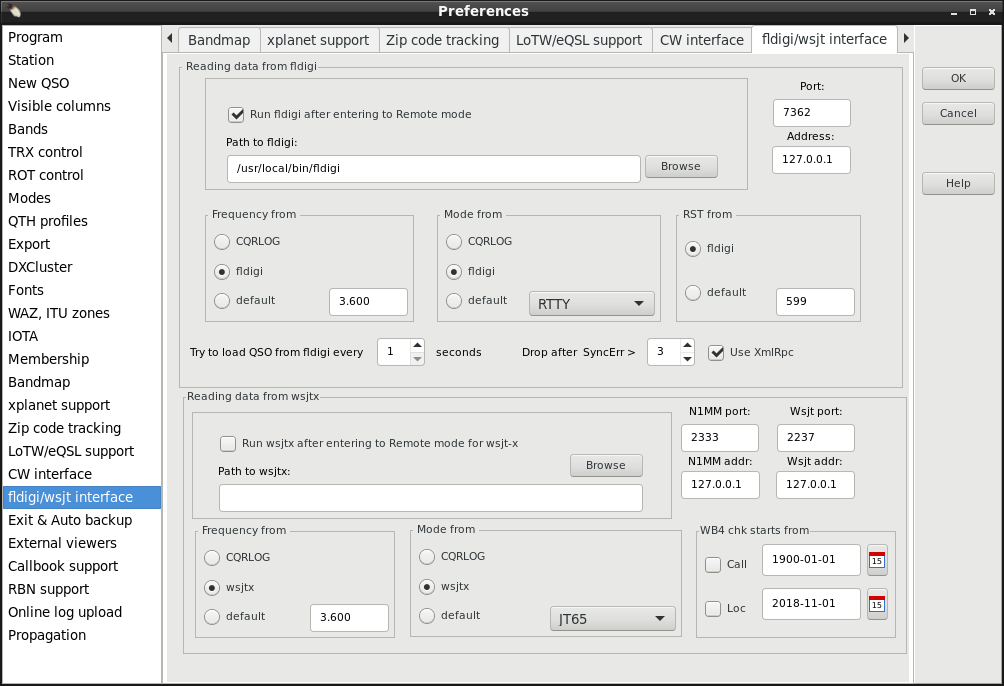 Preferences
Program
Station
New QSO
Visible columns
Bands
TRX control
ROT control
Modes
QTH profiles
Export
DXCluster
Fonts
WAZ, ITU zones
IOTA
Membership
Bandmap
xplanet support
Zip code tracking
LoTW/eQSL support
CW interface
fldigi/wsjt interface
Exit & Auto backup
External viewers
Callbook support
RBN support
Online log upload
Propagation
Bandmap xplanet support Zip code tracking LoTW/eQSL support CW interface fldigi/wsjt interface
Reading data from fldigi
Run fldigi after entering to Remote mode
Path to fldigi:
/usr/local/bin/fldigi Browse
Port:
7362
Address:
127.0.0.1
Frequency from
CQRLOG
fldigi
default 3.600
Mode from
CQRLOG
fldigi
default RTTY
RST from
fldigi
default 599
Try to load QSO from fldigi every 1 seconds Drop after SyncErr > 3 Use XmlRpc
Reading data from wsjtx
Run wsjtx after entering to Remote mode for wsjt-x
Path to wsjtx: Browse
N1MM port: Wsjt port:
2333 2237
N1MM addr: Wsjt addr:
127.0.0.1 127.0.0.1
Frequency from
CQRLOG
wsjtx
default 3.600
Mode from
CQRLOG
wsjtx
default JT65
WB4 chk starts from
Call 1900-01-01 15
Loc 2018-11-01 15
OK
Cancel
Help